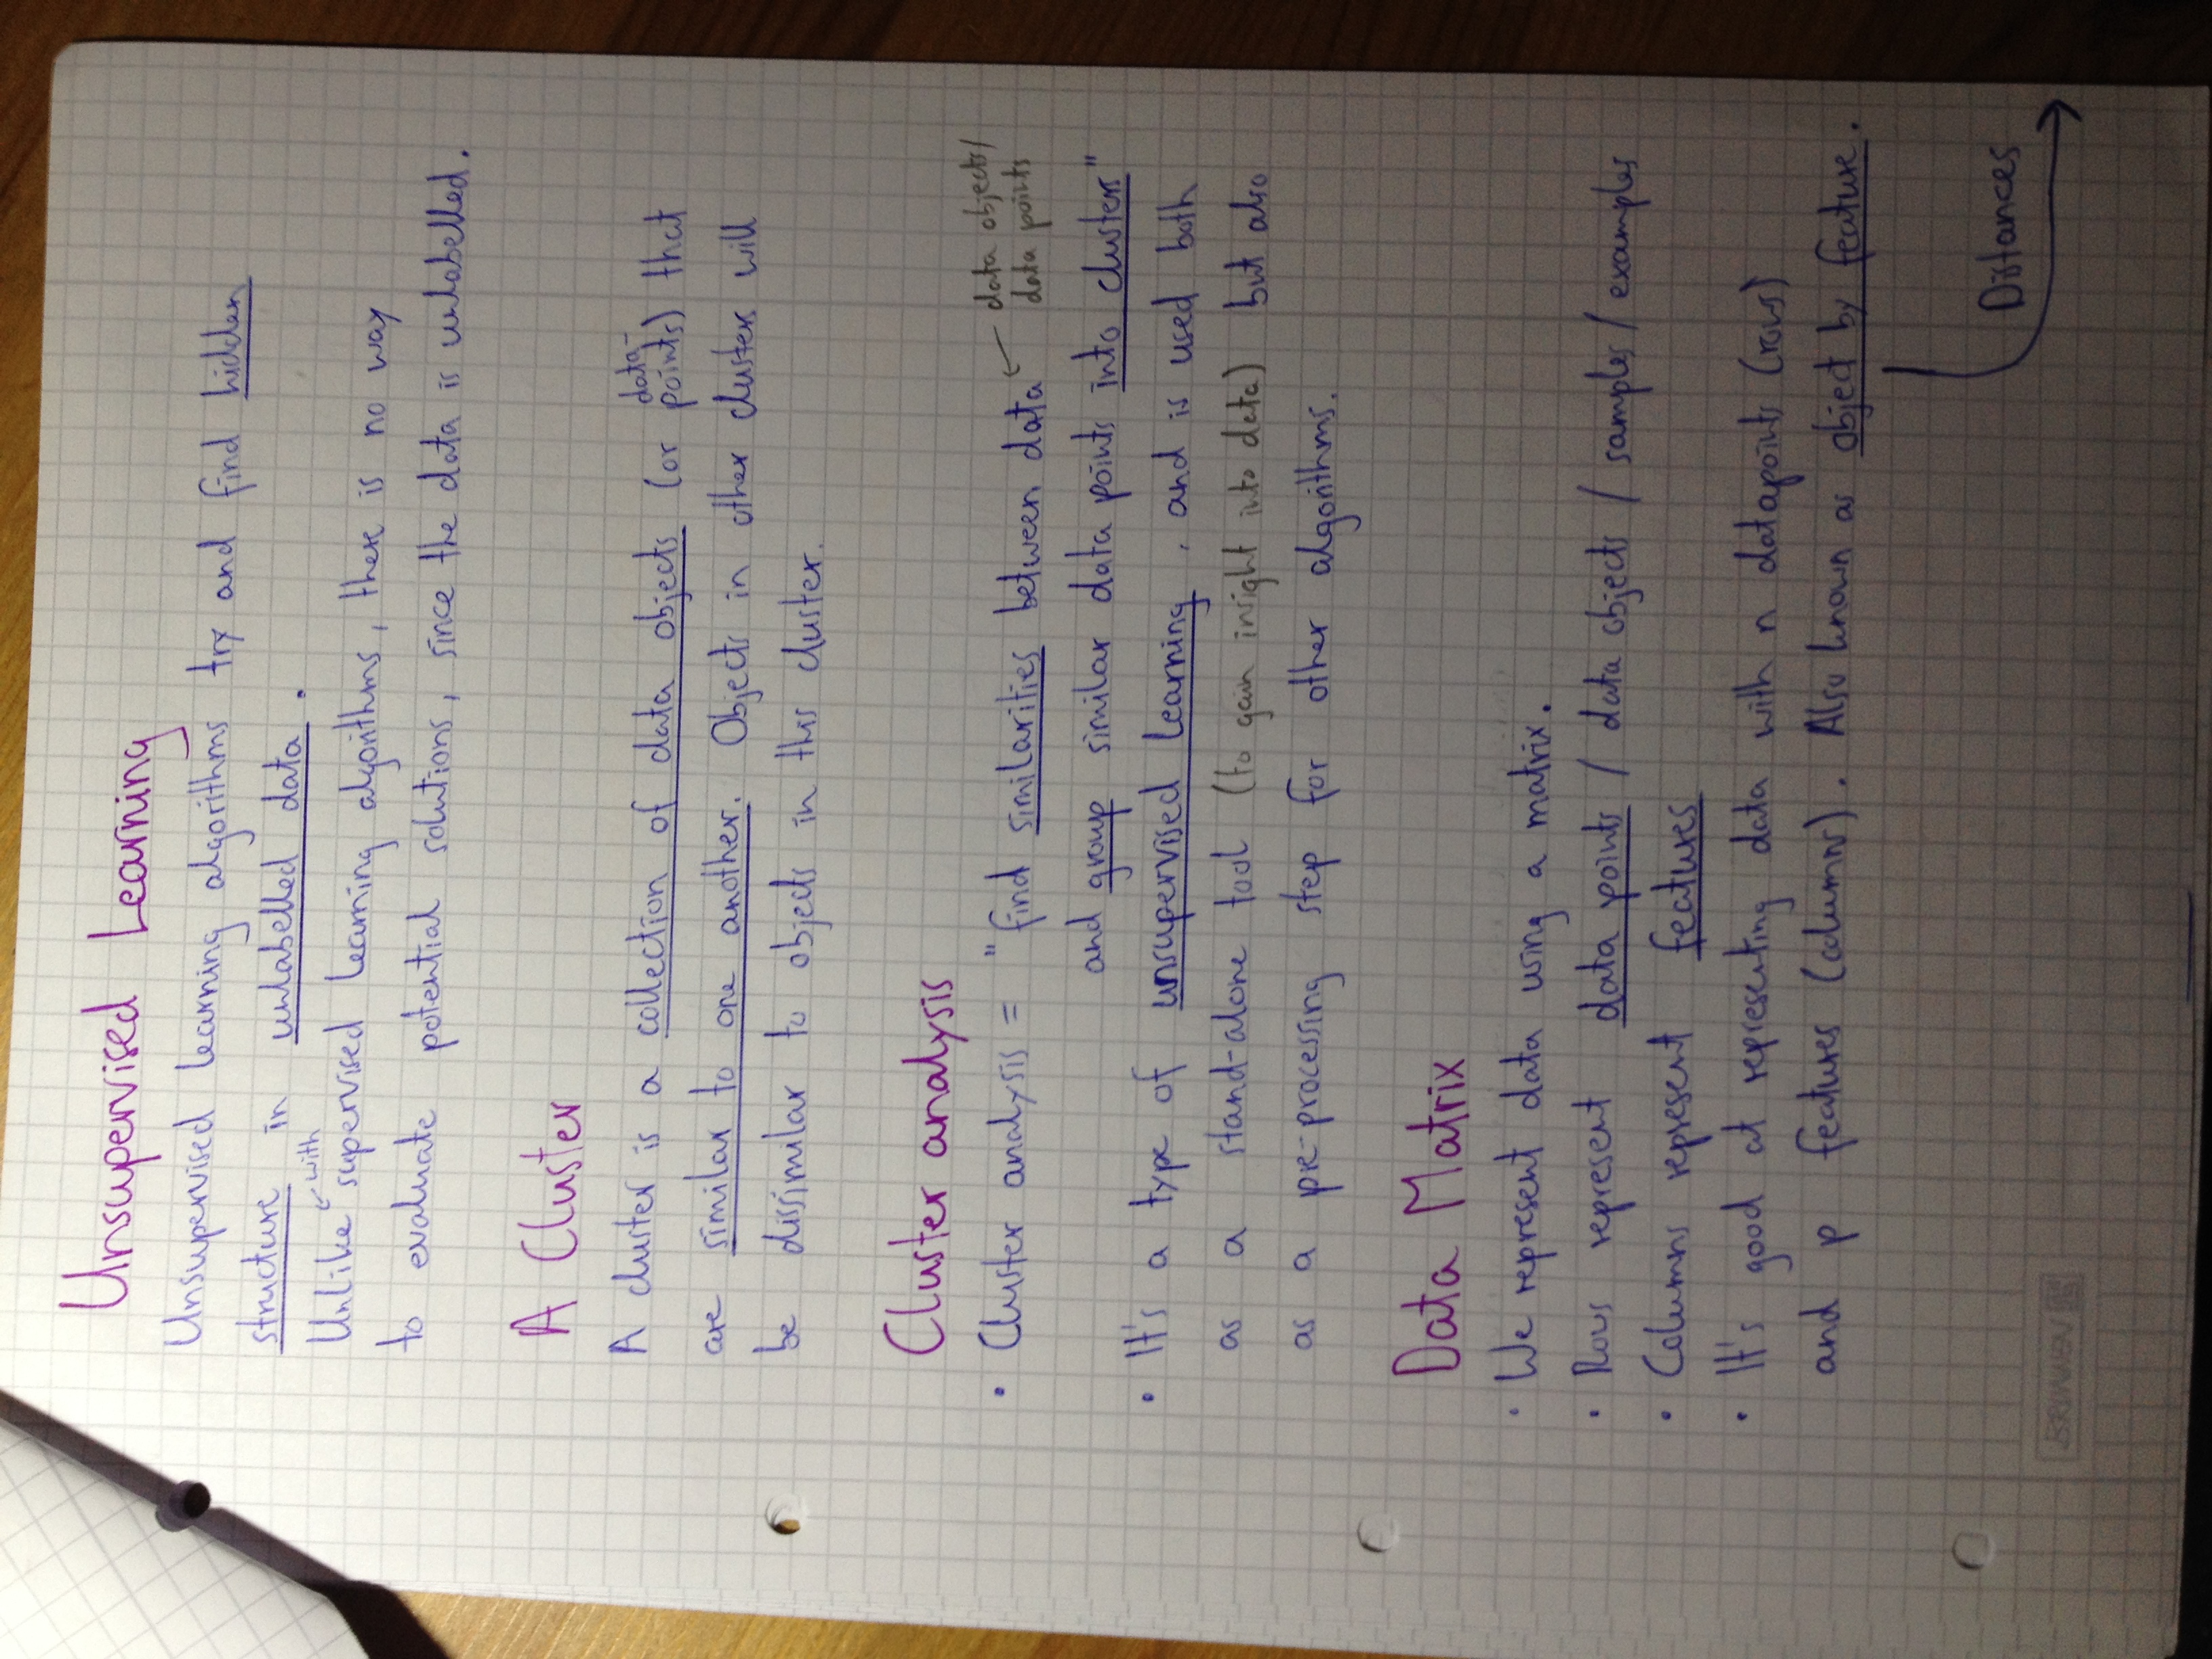 Unsupervised Learning
Unsupervised learning algorithms try and find hidden
structure in unlabelled data.
with
Unlike supervised learning algorithms, there is no way
to evaluate potential solutions, since the data is unlabelled.
A Cluster
A cluster is a collection of data objects (or data-points) that
are similar to one another. Objects in other clusters will
be dissimilar to objects in this cluster.
Cluster analysis
• Cluster analysis = "find similarities between data
data objects/
data points
and group similar data points into clusters"
• It's a type of unsupervised learning, and is used both
as a stand-alone tool (to gain insight into data) but also
as a pre-processing step for other algorithms.
Data Matrix
• We represent data using a matrix.
• Rows represent data points / data objects / samples / examples
• Columns represent features
• It's good at representing data with n datapoints (rows)
and p features (columns). Also known as object by feature.
Distances
BRUNNEN